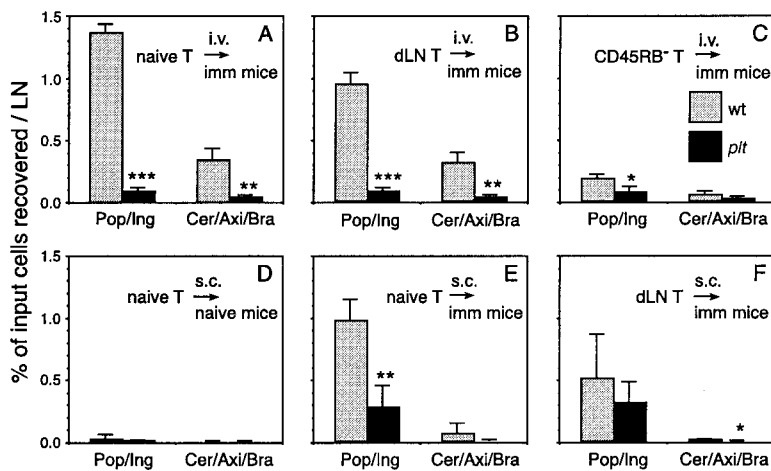 % of input cells recovered / LN
1.5
1.0
0.5
0.0
A
naive T i.v. → imm mice
***
**
Pop/Ing Cer/Axi/Bra
B
dLN T i.v. → imm mice
***
**
Pop/Ing Cer/Axi/Bra
C
CD45RB- T i.v. → imm mice
wt
plt
*
Pop/Ing Cer/Axi/Bra
1.5
1.0
0.5
0.0
D
naive T s.c. → naive mice
Pop/Ing Cer/Axi/Bra
E
naive T s.c. → imm mice
**
Pop/Ing Cer/Axi/Bra
F
dLN T s.c. → imm mice
*
Pop/Ing Cer/Axi/Bra